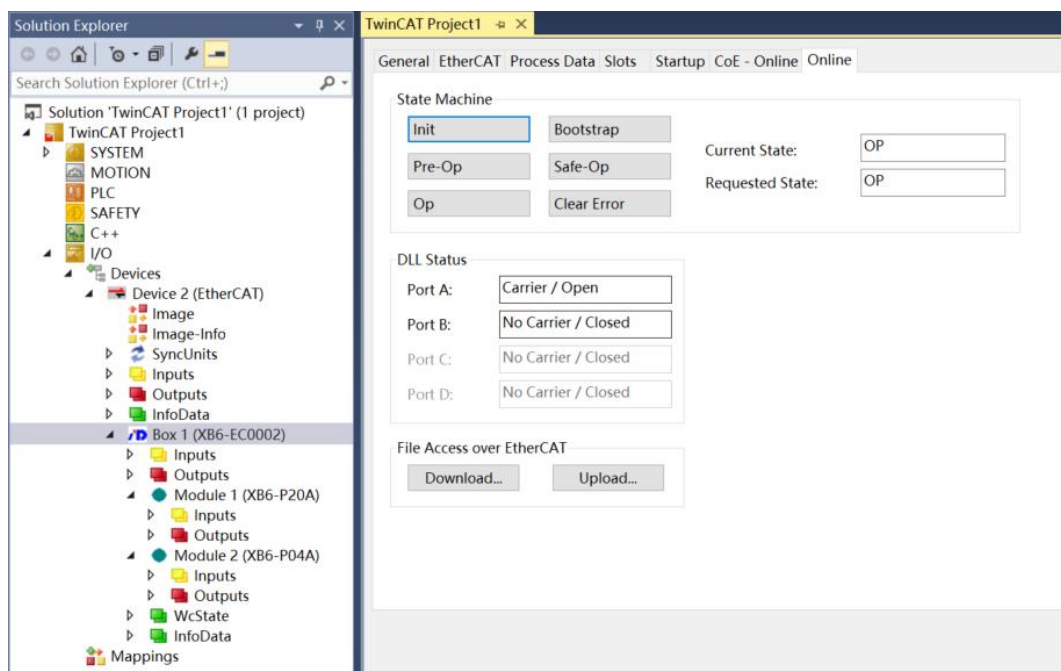 Solution Explorer
Search Solution Explorer (Ctrl+;)
Solution 'TwinCAT Project1' (1 project)
TwinCAT Project1
SYSTEM
MOTION
PLC
SAFETY
C++
I/O
Devices
Device 2 (EtherCAT)
Image
Image-Info
SyncUnits
Inputs
Outputs
InfoData
Box 1 (XB6-EC0002)
Inputs
Outputs
Module 1 (XB6-P20A)
Inputs
Outputs
Module 2 (XB6-P04A)
Inputs
Outputs
WcState
InfoData
Mappings
TwinCAT Project1
General EtherCAT Process Data Slots Startup CoE - Online Online
State Machine
Init Bootstrap
Pre-Op Safe-Op
Op Clear Error
Current State: OP
Requested State: OP
DLL Status
Port A: Carrier / Open
Port B: No Carrier / Closed
Port C: No Carrier / Closed
Port D: No Carrier / Closed
File Access over EtherCAT
Download... Upload...